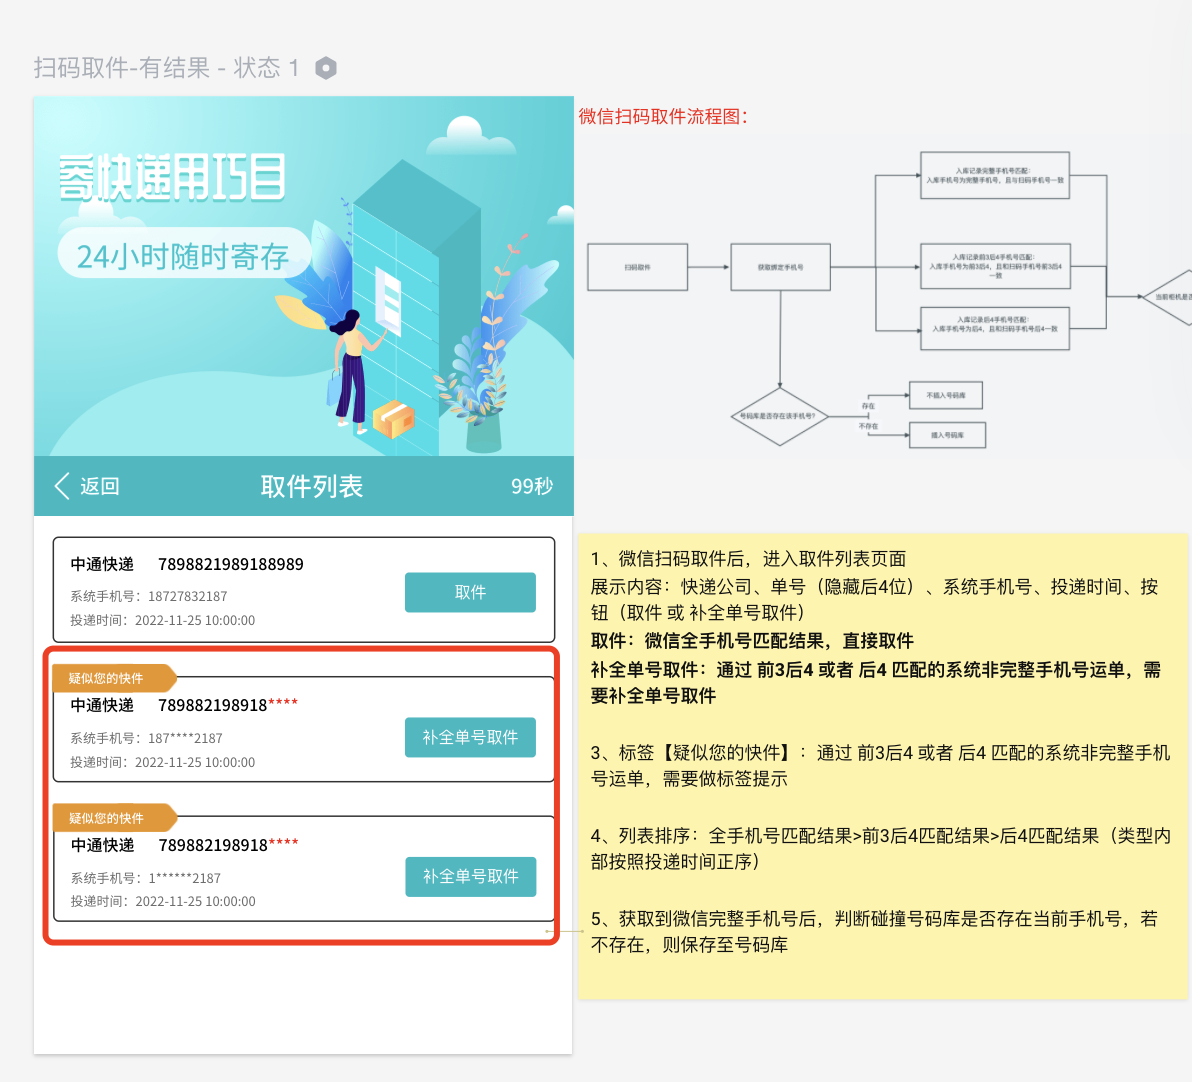 扫码取件-有结果 - 状态 1
寄快递用巧目
24小时随时寄存
返回
取件列表
99秒
中通快递 7898821989188989
系统手机号：18727832187
投递时间：2022-11-25 10:00:00
取件
疑似您的快件
中通快递 789882198918****
系统手机号：187****2187
投递时间：2022-11-25 10:00:00
补全单号取件
疑似您的快件
中通快递 789882198918****
系统手机号：1******2187
投递时间：2022-11-25 10:00:00
补全单号取件
微信扫码取件流程图：
扫码取件
获取绑定手机号
入库记录完整手机号匹配：
入库手机号为完整手机号，且与扫码手机号一致
入库记录前3后4手机号匹配：
入库手机号为前3后4，且和扫码手机号前3后4
一致
入库记录后4手机号匹配：
入库手机号为后4，且和扫码手机号后4一致
当前柜机是否
号码库是否存在该手机号？
存在
不存在
不插入号码库
插入号码库
1、微信扫码取件后，进入取件列表页面
展示内容：快递公司、单号（隐藏后4位）、系统手机号、投递时间、按
钮（取件 或 补全单号取件）
取件：微信全手机号匹配结果，直接取件
补全单号取件：通过 前3后4 或者 后4 匹配的系统非完整手机号运单，需
要补全单号取件
3、标签【疑似您的快件】：通过 前3后4 或者 后4 匹配的系统非完整手机
号运单，需要做标签提示
4、列表排序：全手机号匹配结果>前3后4匹配结果>后4匹配结果（类型内
部按照投递时间正序）
5、获取到微信完整手机号后，判断碰撞号码库是否存在当前手机号，若
不存在，则保存至号码库